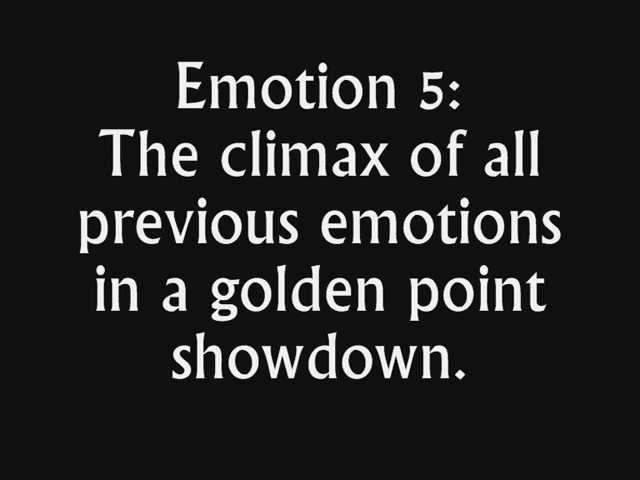 Emotion 5:
The climax of all
previous emotions
in a golden point
showdown.